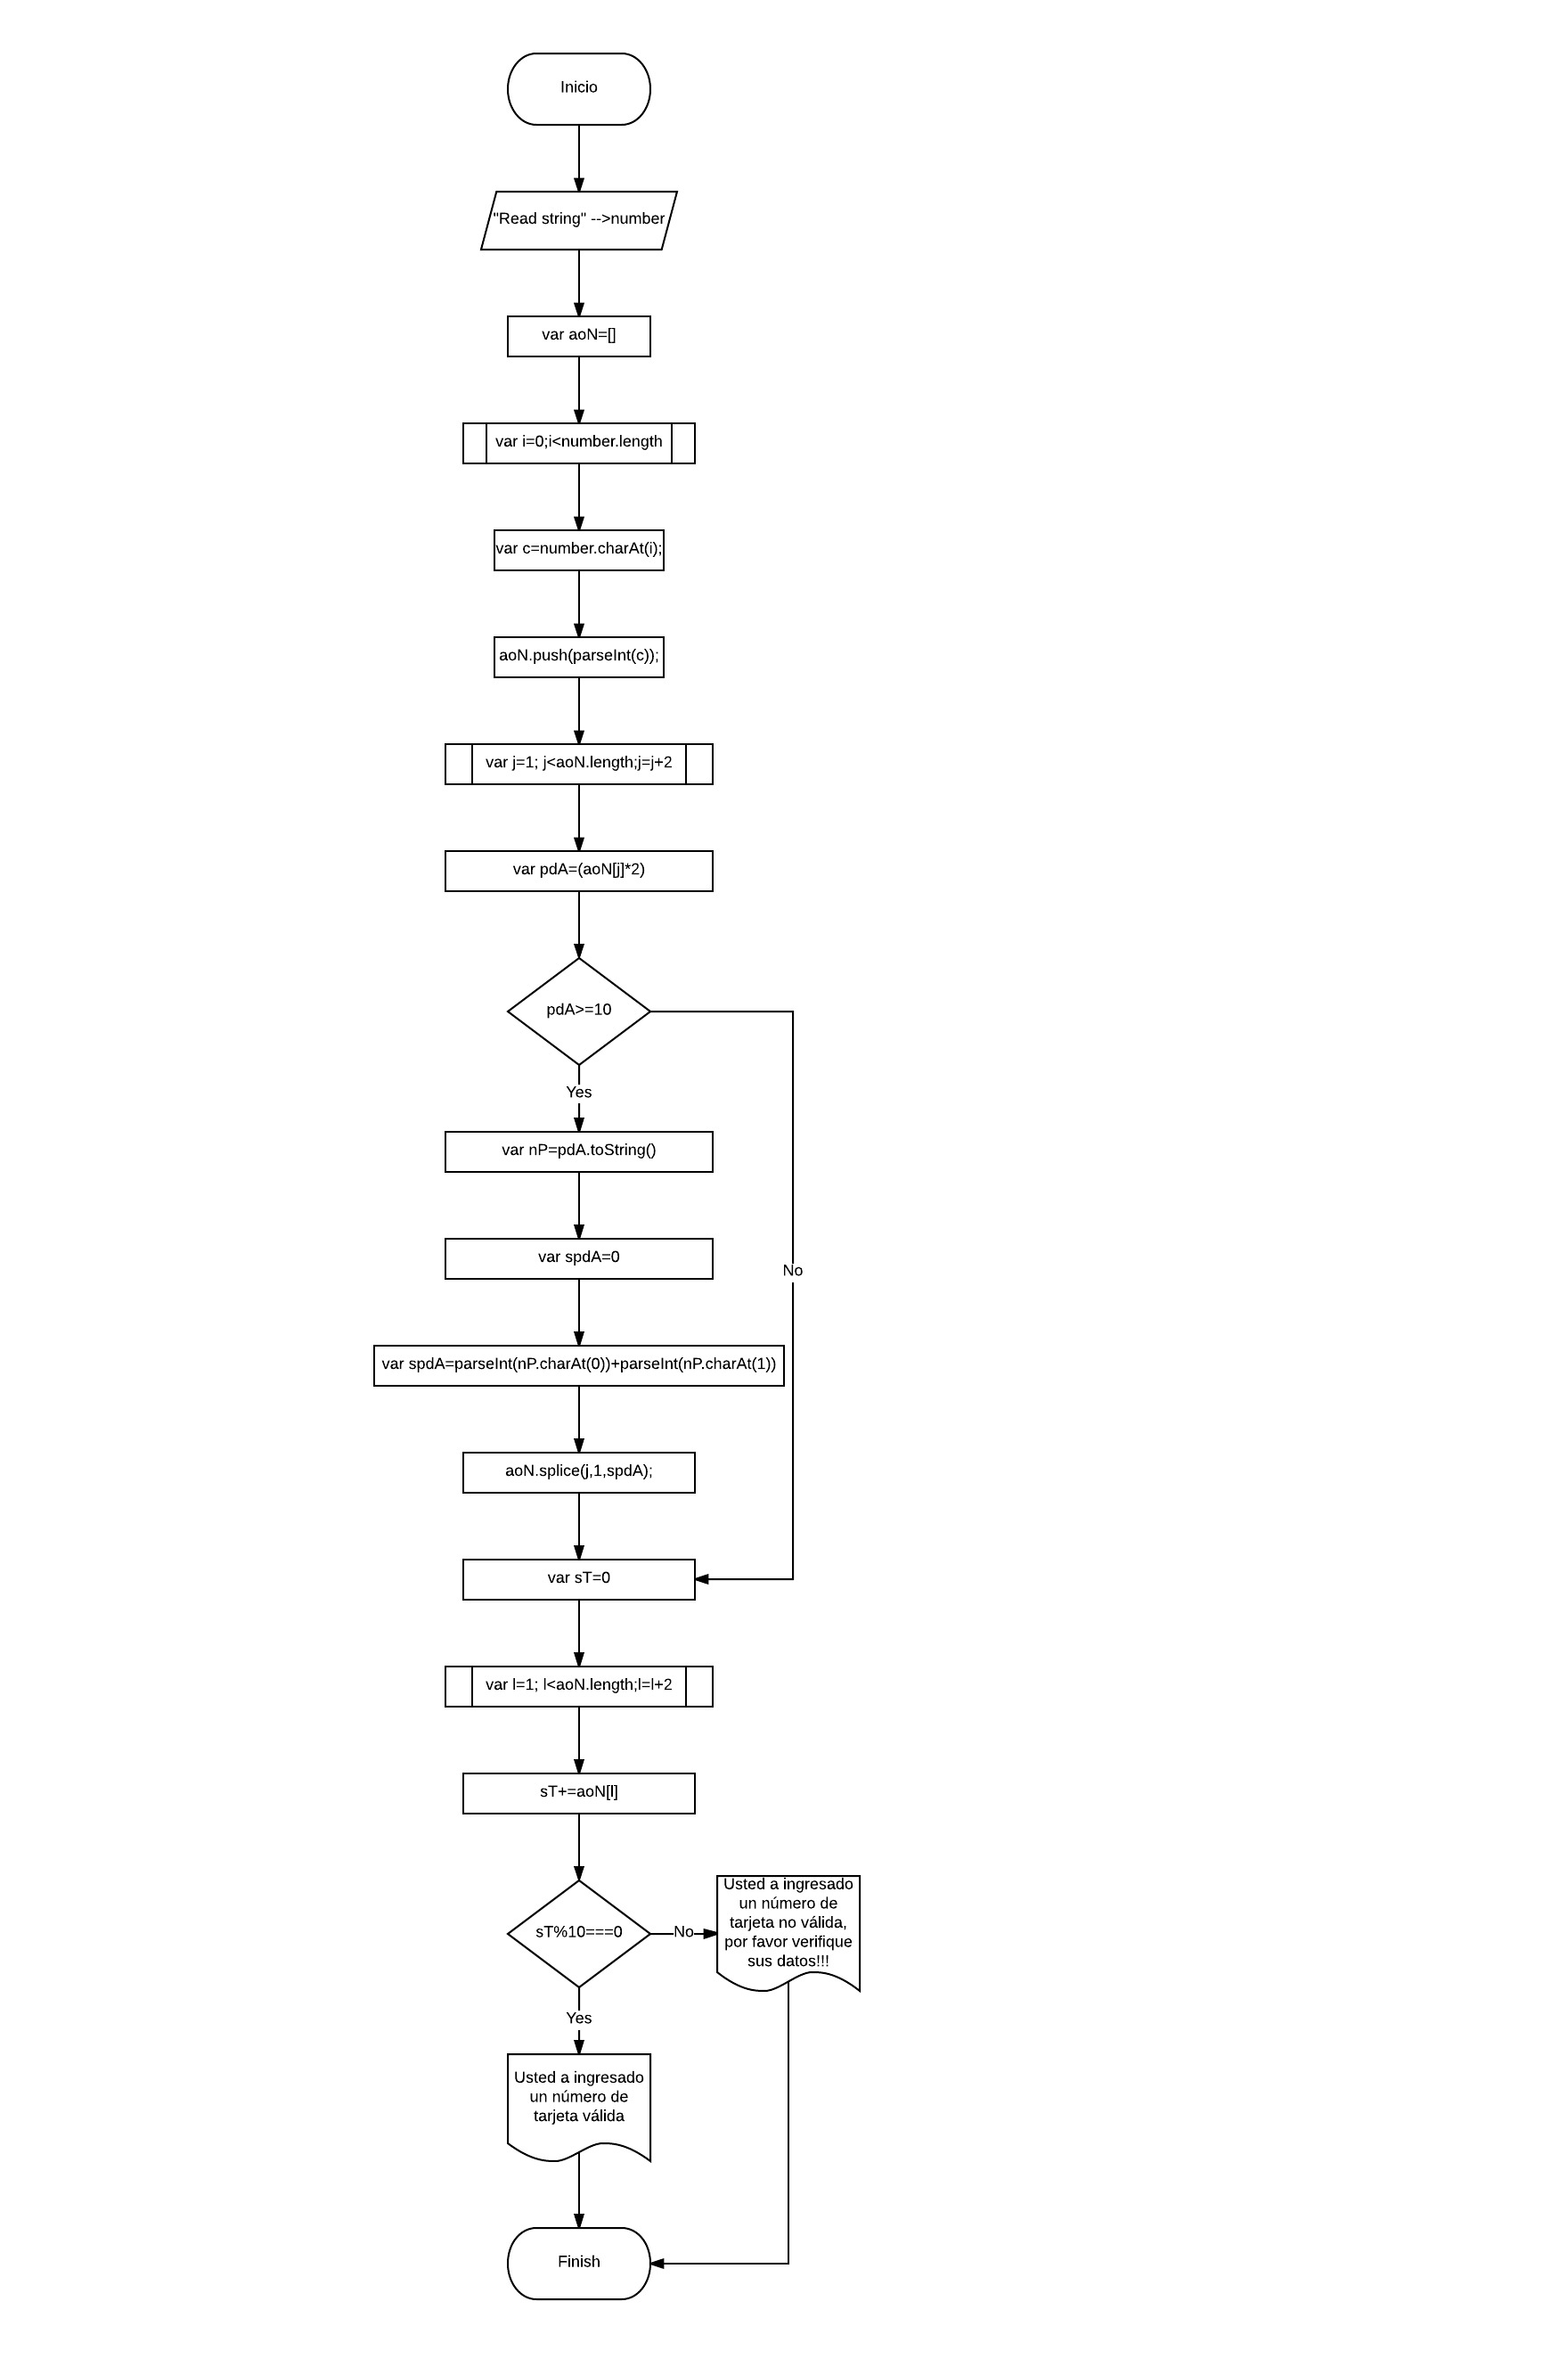 Inicio
"Read string" -->number
var aoN=[]
var i=0;i<number.length
var c=number.charAt(i);
aoN.push(parseInt(c));
var j=1; j<aoN.length;j=j+2
var pdA=(aoN[j]*2)
pdA>=10
Yes
var nP=pdA.toString()
var spdA=0
No
var spdA=parseInt(nP.charAt(0))+parseInt(nP.charAt(1))
aoN.splice(j,1,spdA);
var sT=0
var l=1; l<aoN.length;l=l+2
sT+=aoN[l]
sT%10===0
No
Usted a ingresado
un número de
tarjeta no válida,
por favor verifique
sus datos!!!
Yes
Usted a ingresado
un número de
tarjeta válida
Finish